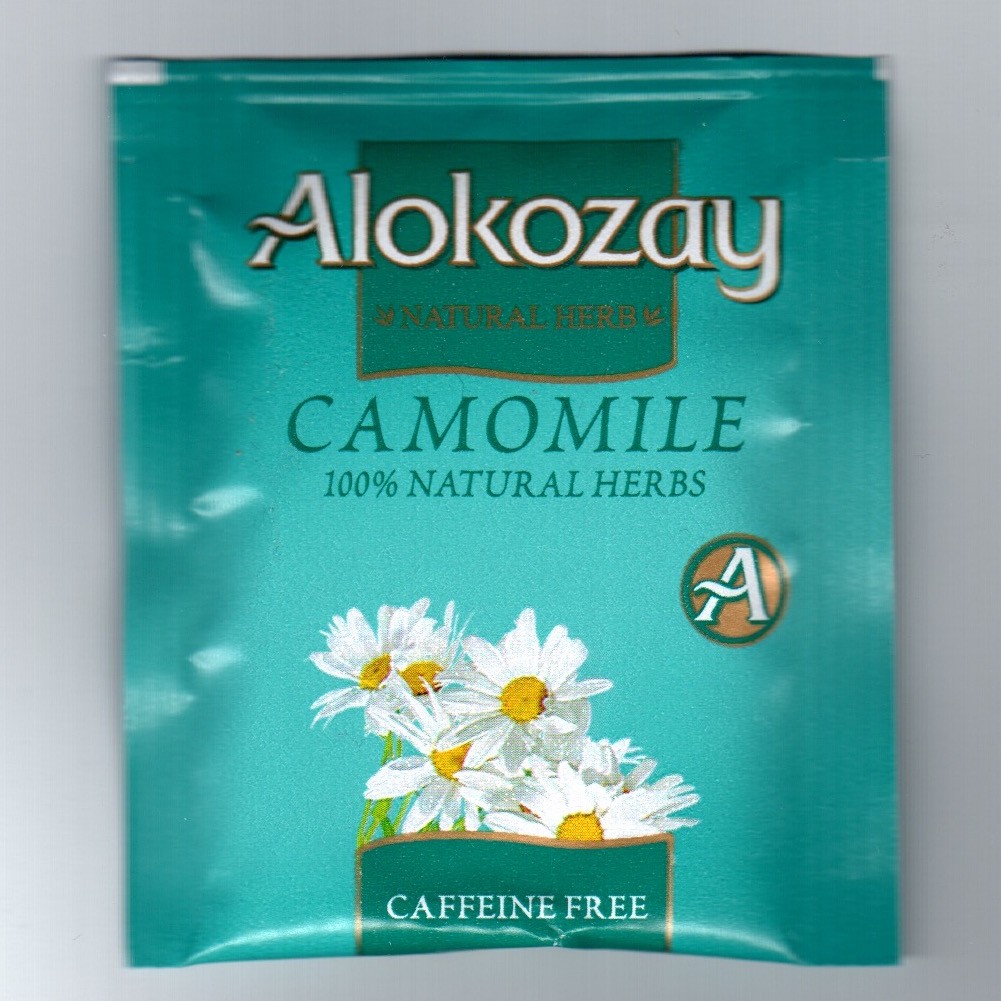 Alokozay
NATURAL HERB
CAMOMILE
100% NATURAL HERBS
A
CAFFEINE FREE